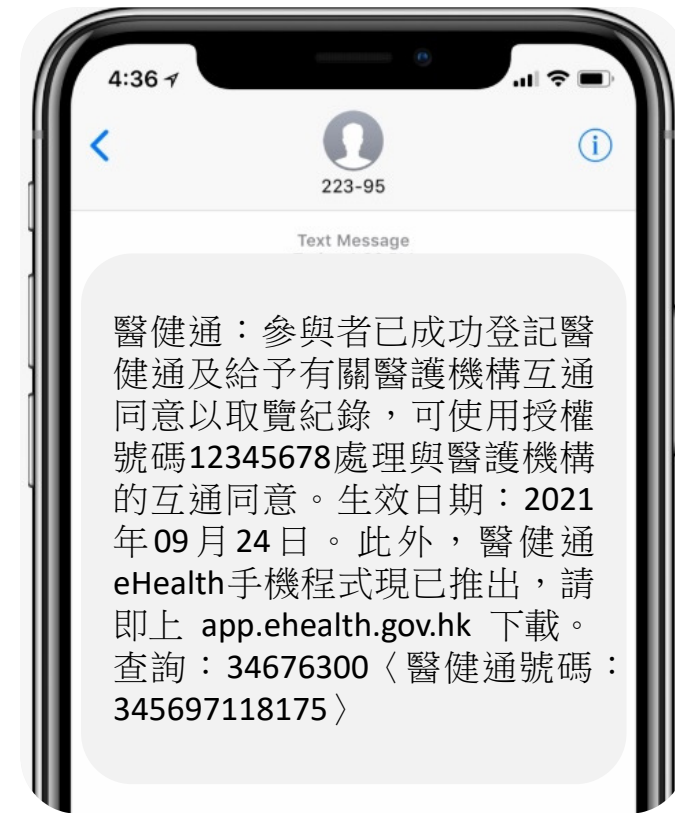 4:36
223-95
Text Message
醫健通：參與者已成功登記醫
健通及給予有關醫護機構互通
同意以取覽紀錄，可使用授權
號碼12345678處理與醫護機構
的互通同意。生效日期：2021
年09月24日。此外，醫健通
eHealth手機程式現已推出，請
即上 app.ehealth.gov.hk 下載。
查詢：34676300〈醫健通號碼：
345697118175〉